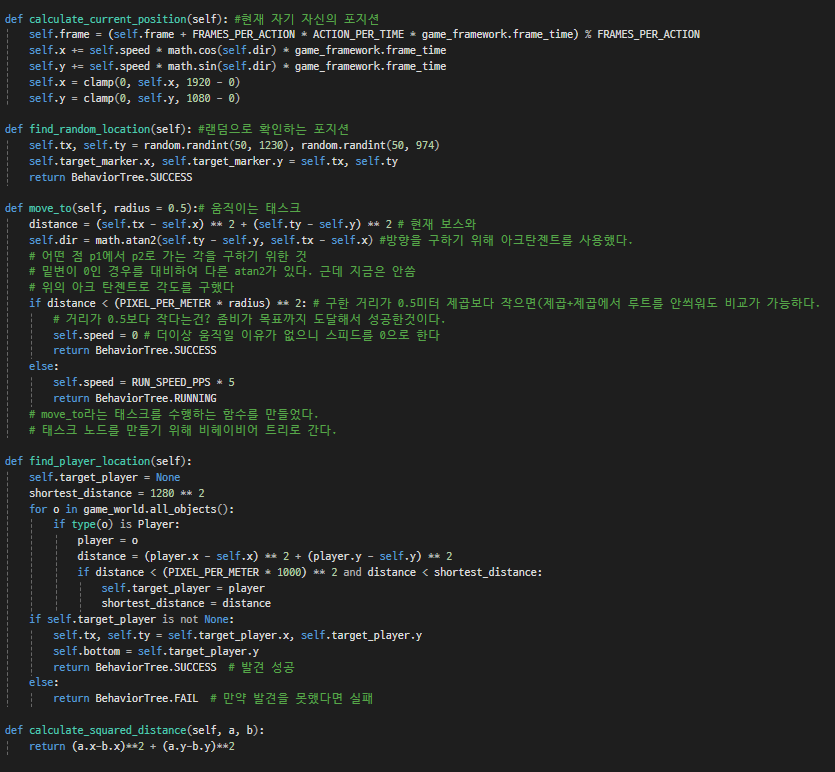 def calculate_current_position(self): #현재 자기 자신의 포지션
    self.frame = (self.frame + FRAMES_PER_ACTION * ACTION_PER_TIME * game_framework.frame_time) % FRAMES_PER_ACTION
    self.x += self.speed * math.cos(self.dir) * game_framework.frame_time
    self.y += self.speed * math.sin(self.dir) * game_framework.frame_time
    self.x = clamp(0, self.x, 1920 - 0)
    self.y = clamp(0, self.y, 1080 - 0)

def find_random_location(self): #랜덤으로 확인하는 포지션
    self.tx, self.ty = random.randint(50, 1230), random.randint(50, 974)
    self.target_marker.x, self.target_marker.y = self.tx, self.ty
    return BehaviorTree.SUCCESS

def move_to(self, radius = 0.5):# 움직이는 태스크
    distance = (self.tx - self.x) ** 2 + (self.ty - self.y) ** 2 # 현재 보스와
    self.dir = math.atan2(self.ty - self.y, self.tx - self.x) #방향을 구하기 위해 아크탄젠트를 사용했다.
    # 어떤 점 p1에서 p2로 가는 각을 구하기 위한 것
    # 밑변이 0인 경우를 대비하여 다른 atan2가 있다. 근데 지금은 안씀
    # 위의 아크 탄젠트로 각도를 구했다
    if distance < (PIXEL_PER_METER * radius) ** 2: # 구한 거리가 0.5미터 제곱보다 작으면(제곱+제곱에서 루트를 안씌워도 비교가 가능하다.
        # 거리가 0.5보다 작다는건? 좀비가 목표까지 도달해서 성공한것이다.
        self.speed = 0 # 더이상 움직일 이유가 없으니 스피드를 0으로 한다
        return BehaviorTree.SUCCESS
    else:
        self.speed = RUN_SPEED_PPS * 5
        return BehaviorTree.RUNNING
    # move_to라는 태스크를 수행하는 함수를 만들었다.
    # 태스크 노드를 만들기 위해 비헤이비어 트리로 간다.

def find_player_location(self):
    self.target_player = None
    shortest_distance = 1280 ** 2
    for o in game_world.all_objects():
        if type(o) is Player:
            player = o
            distance = (player.x - self.x) ** 2 + (player.y - self.y) ** 2
            if distance < (PIXEL_PER_METER * 1000) ** 2 and distance < shortest_distance:
                self.target_player = player
                shortest_distance = distance
    if self.target_player is not None:
        self.tx, self.ty = self.target_player.x, self.target_player.y
        self.bottom = self.target_player.y
        return BehaviorTree.SUCCESS  # 발견 성공
    else:
        return BehaviorTree.FAIL  # 만약 발견을 못했다면 실패

def calculate_squared_distance(self, a, b):
    return (a.x-b.x)**2 + (a.y-b.y)**2